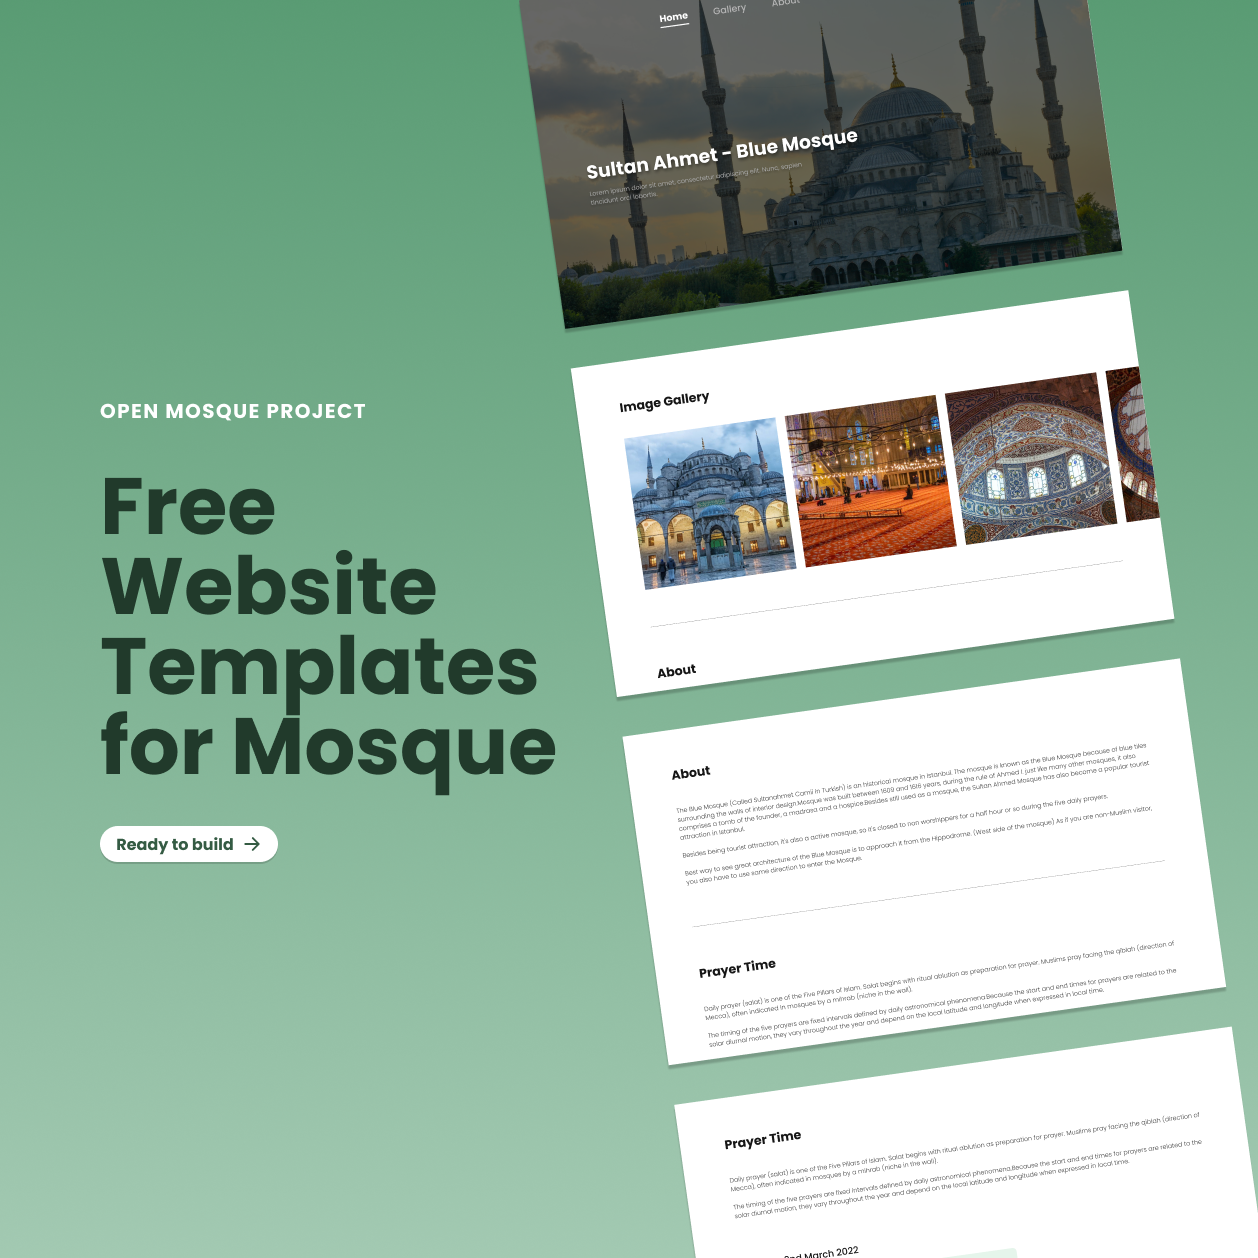 OPEN MOSQUE PROJECT
Free
Website
Templates
for Mosque
Ready to build
Home Gallery About
Sultan Ahmet - Blue Mosque
Lorem ipsum dolor sit amet, consectetur adipiscing elit. Nunc, sapien
tincidunt orci lobortis.
Image Gallery
About
About
The Blue Mosque (Called Sultanahmet Camii in Turkish) is an historical mosque in Istanbul. The mosque is known as the Blue Mosque because of blue tiles
surrounding the walls of interior design.Mosque was built between 1609 and 1616 years, during the rule of Ahmed I. just like many other mosques, it also
comprises a tomb of the founder, a madrasa and a hospice.Besides still used as a mosque, the Sultan Ahmed Mosque has also become a popular tourist
attraction in Istanbul.
Besides being tourist attraction, it's also a active mosque, so it's closed to non worshippers for a half hour or so during the five daily prayers.
Best way to see great architecture of the Blue Mosque is to approach it from the Hippodrome. (West side of the mosque) As if you are non-Muslim visitor,
you also have to use same direction to enter the Mosque.
Prayer Time
Daily prayer (salat) is one of the Five Pillars of Islam. Salat begins with ritual ablution as preparation for prayer. Muslims pray facing the qiblah (direction of
Mecca), often indicated in mosques by a mihrab (niche in the wall).
The timing of the five prayers are fixed intervals defined by daily astronomical phenomena.Because the start and end times for prayers are related to the
solar diurnal motion, they vary throughout the year and depend on the local latitude and longitude when expressed in local time.
Prayer Time
Daily prayer (salat) is one of the Five Pillars of Islam. Salat begins with ritual ablution as preparation for prayer. Muslims pray facing the qiblah (direction of
Mecca), often indicated in mosques by a mihrab (niche in the wall).
The timing of the five prayers are fixed intervals defined by daily astronomical phenomena.Because the start and end times for prayers are related to the
solar diurnal motion, they vary throughout the year and depend on the local latitude and longitude when expressed in local time.
March 2022